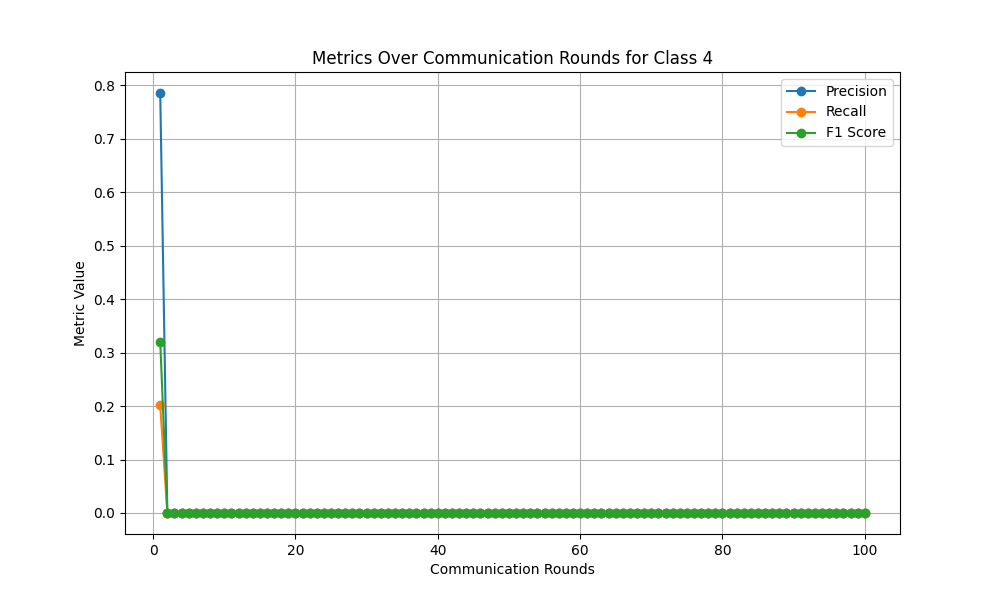 Metrics Over Communication Rounds for Class 4
Precision
Recall
F1 Score
Metric Value
0.8
0.7
0.6
0.5
0.4
0.3
0.2
0.1
0.0
0 20 40 60 80 100
Communication Rounds